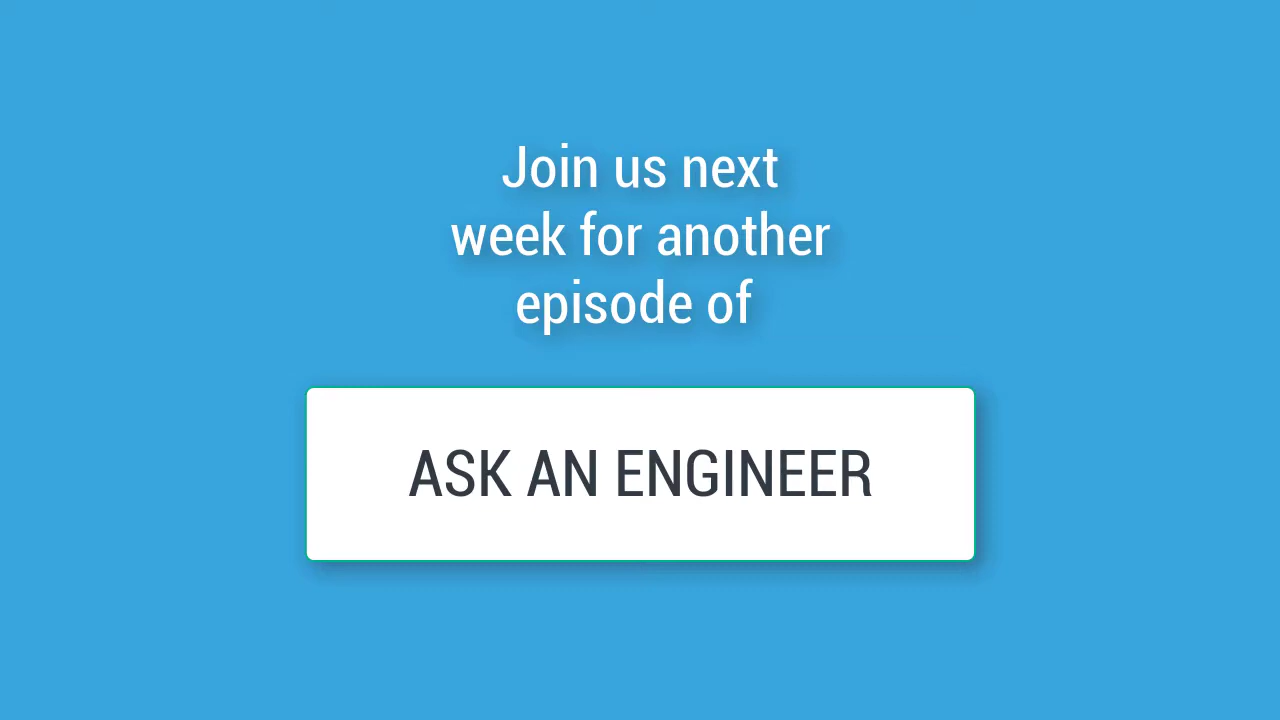 Join us next
week for another
episode of
ASK AN ENGINEER